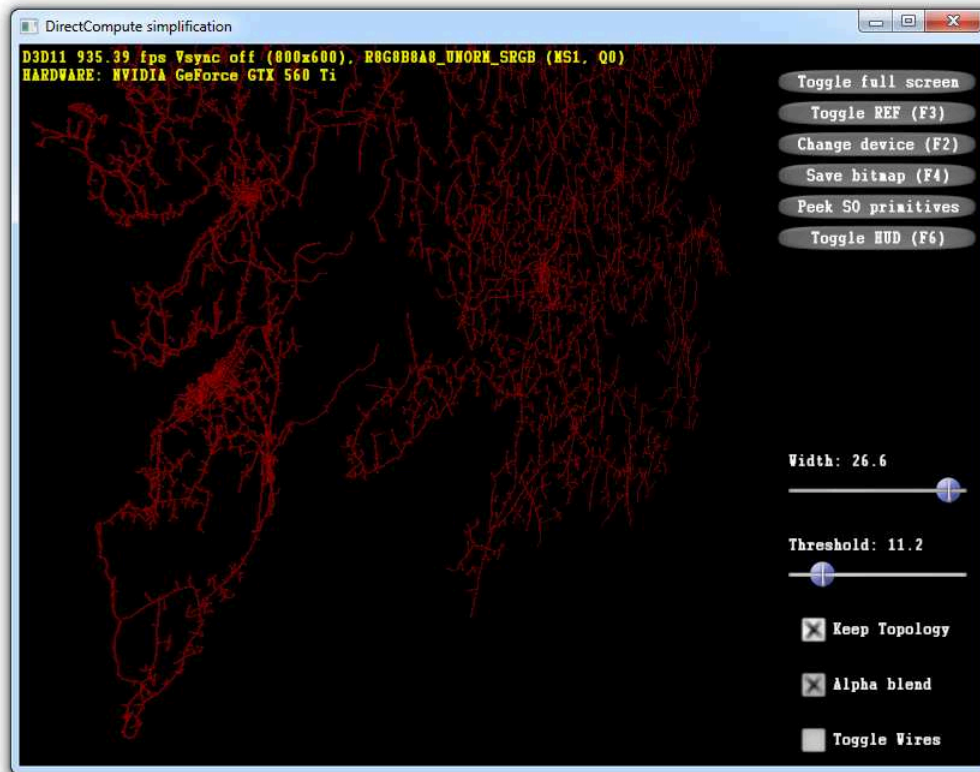 DirectCompute simplification
D3D11 935.39 fps Vsync off (800x600), R8G8B8A8_UNORM_SRGB (MS1, Q0)
HARDWARE: NVIDIA GeForce GTX 560 Ti
Toggle full screen
Toggle REF (F3)
Change device (F2)
Save bitmap (F4)
Peek SO primitives
Toggle HUD (F6)
Width: 26.6
Threshold: 11.2
Keep Topology
Alpha blend
Toggle Wires